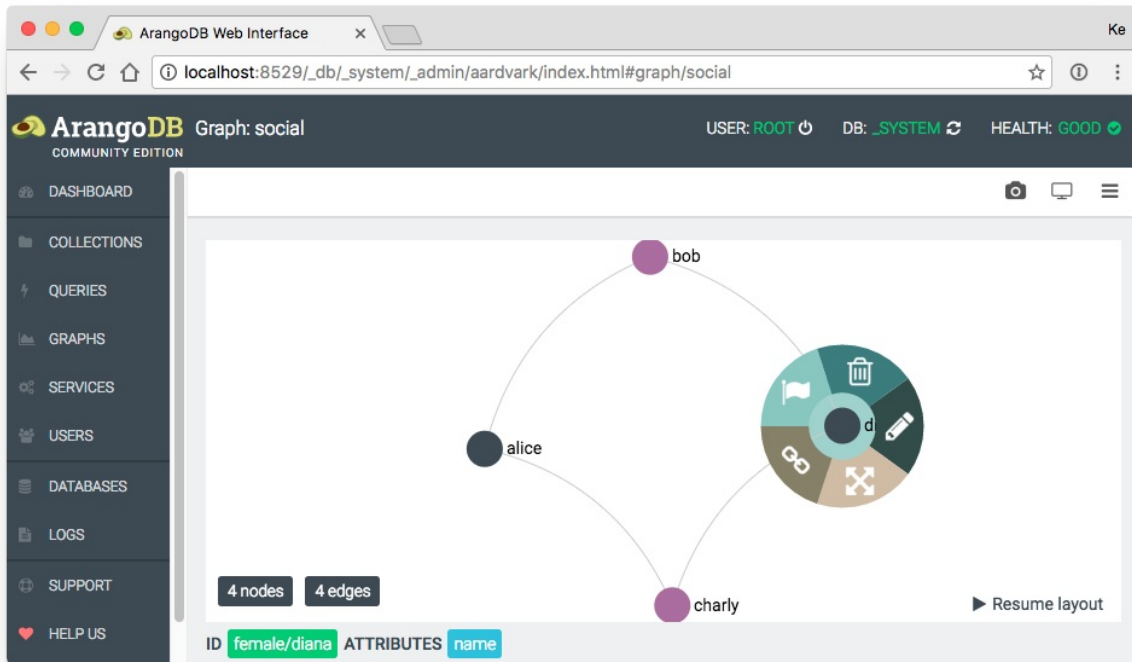 ArangoDB Web Interface
Ke
localhost:8529/_db/_system/_admin/aardvark/index.html#graph/social
ArangoDB Graph: social USER: ROOT DB: _SYSTEM HEALTH: GOOD
COMMUNITY EDITION
DASHBOARD
COLLECTIONS
QUERIES
GRAPHS
SERVICES
USERS
DATABASES
LOGS
SUPPORT
HELP US
bob
alice
charly
4 nodes 4 edges
Resume layout
ID female/diana ATTRIBUTES name